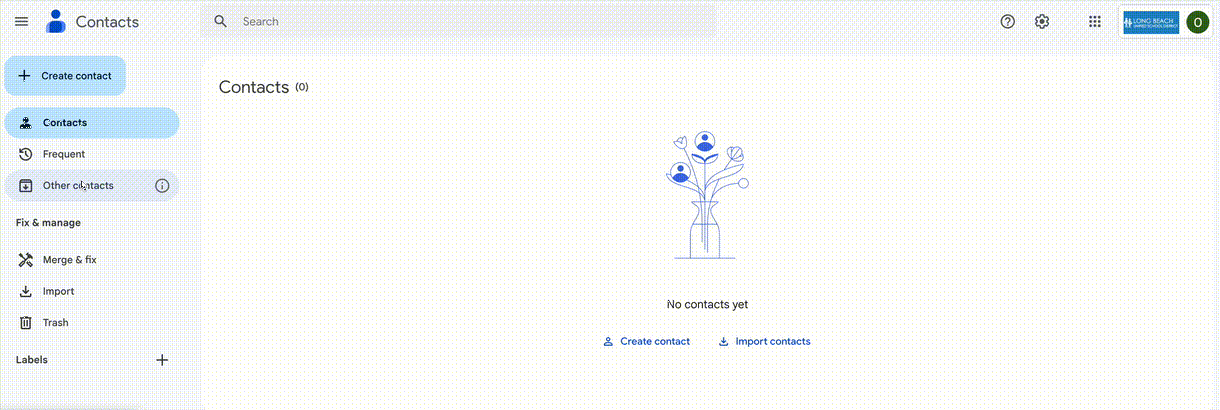 Contacts
Search
LONG BEACH
UNIFIED SCHOOL DISTRICT
O
Create contact
Contacts
Frequent
Other contacts
Fix & manage
Merge & fix
Import
Trash
Labels
Contacts (0)
No contacts yet
Create contact
Import contacts